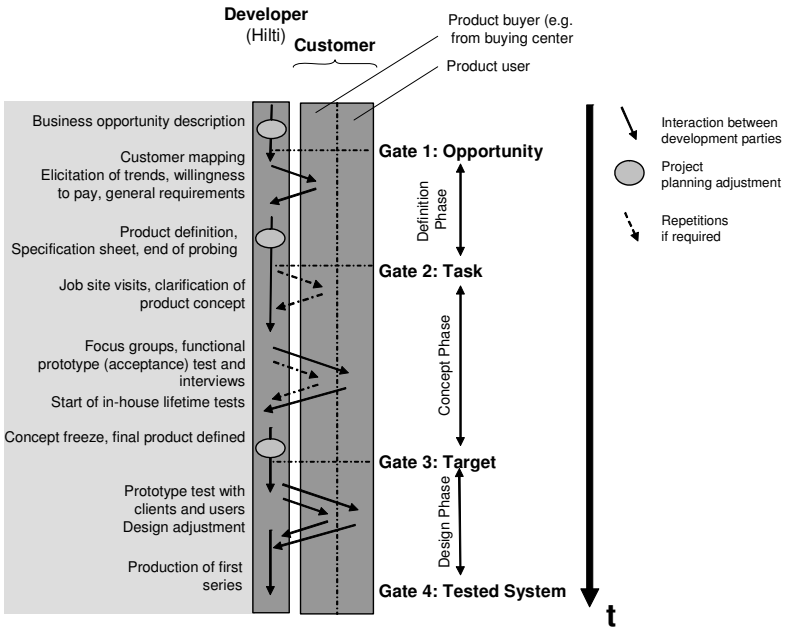 Developer
(Hilti)
Customer
Product buyer (e.g.
from buying center
Product user
Business opportunity description
Customer mapping
Elicitation of trends, willingness
to pay, general requirements
Product definition,
Specification sheet, end of probing
Job site visits, clarification of
product concept
Focus groups, functional
prototype (acceptance) test and
interviews
Start of in-house lifetime tests
Concept freeze, final product defined
Prototype test with
clients and users
Design adjustment
Production of first
series
Gate 1: Opportunity
Definition
Phase
Gate 2: Task
Concept Phase
Gate 3: Target
Design Phase
Gate 4: Tested System
t
Interaction between
development parties
Project
planning adjustment
Repetitions
if required